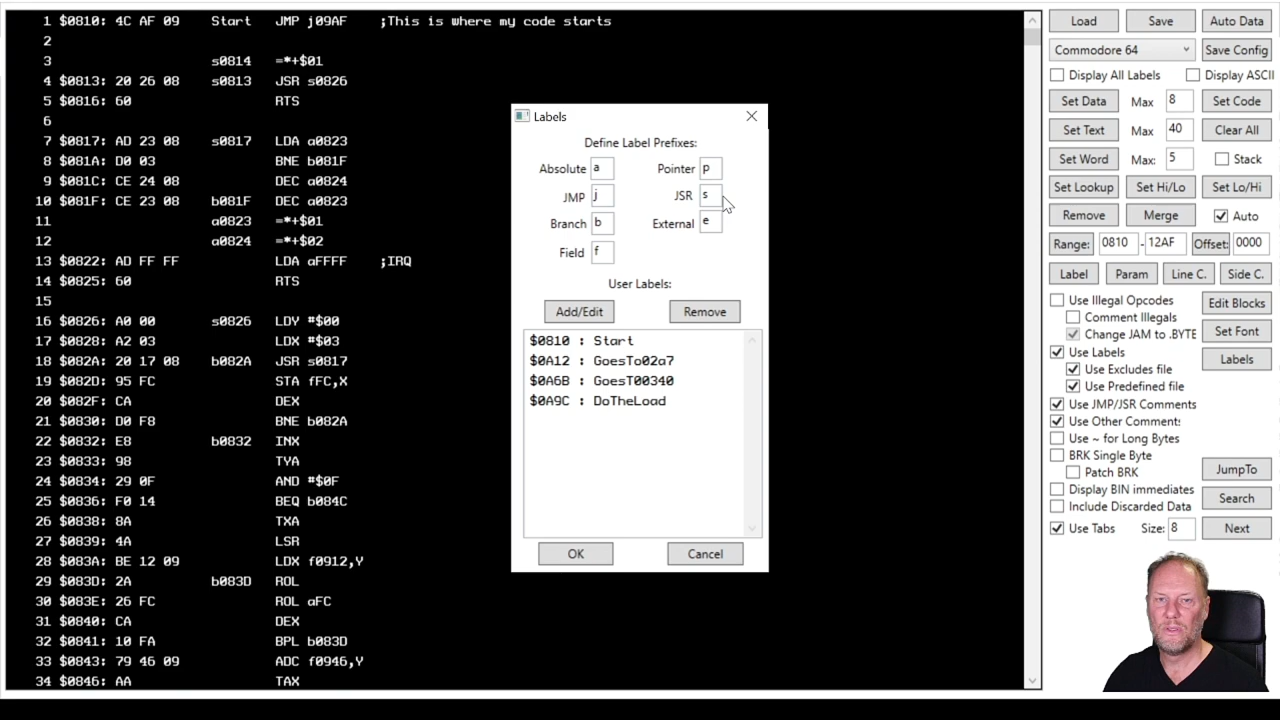 1 $0810: 4C AF 09 Start JMP j09AF ;This is where my code starts
2
3 s0814 =*+$01
4 $0813: 20 26 08 s0813 JSR s0826
5 $0816: 60 RTS
6
7 $0817: AD 23 08 s0817 LDA a0823
8 $081A: D0 03 BNE b081F
9 $081C: CE 24 08 DEC a0824
10 $081F: CE 23 08 b081F DEC a0823
11 a0823 =*+$01
12 a0824 =*+$02
13 $0822: AD FF FF LDA aFFFF ;IRQ
14 $0825: 60 RTS
15
16 $0826: A0 00 s0826 LDY #$00
17 $0828: A2 03 LDX #$03
18 $082A: 20 17 08 b082A JSR s0817
19 $082D: 95 FC STA fFC,X
20 $082F: CA DEX
21 $0830: D0 F8 BNE b082A
22 $0832: E8 b0832 INX
23 $0833: 98 TYA
24 $0834: 29 0F AND #$0F
25 $0836: F0 14 BEQ b084C
26 $0838: 8A TXA
27 $0839: 4A LSR
28 $083A: BE 12 09 LDX f0912,Y
29 $083D: 2A b083D ROL
30 $083E: 26 FC ROL aFC
31 $0840: CA DEX
32 $0841: 10 FA BPL b083D
33 $0843: 79 46 09 ADC f0946,Y
34 $0846: AA TAX
Labels
Define Label Prefixes:
Absolute a Pointer p
JMP j JSR s
Branch b External e
Field f
User Labels:
Add/Edit Remove
$0810 : Start
$0A12 : GoesTo02a7
$0A6B : GoesT00340
$0A9C : DoTheLoad
OK Cancel
Load Save Auto Data
Commodore 64 Save Config
Display All Labels Display ASCII
Set Data Max 8 Set Code
Set Text Max 40 Clear All
Set Word Max: 5 Stack
Set Lookup Set Hi/Lo Set Lo/Hi
Remove Merge Auto
Range: 0810 - 12AF Offset: 0000
Label Param Line C. Side C.
Use Illegal Opcodes Edit Blocks
Comment Illegals
Change JAM to .BYTE Set Font
Use Labels Labels
Use Excludes file
Use Predefined file
Use JMP/JSR Comments
Use Other Comments
Use ~ for Long Bytes
BRK Single Byte
Patch BRK JumpTo
Display BIN immediates Search
Include Discarded Data
Use Tabs Size: 8 Next